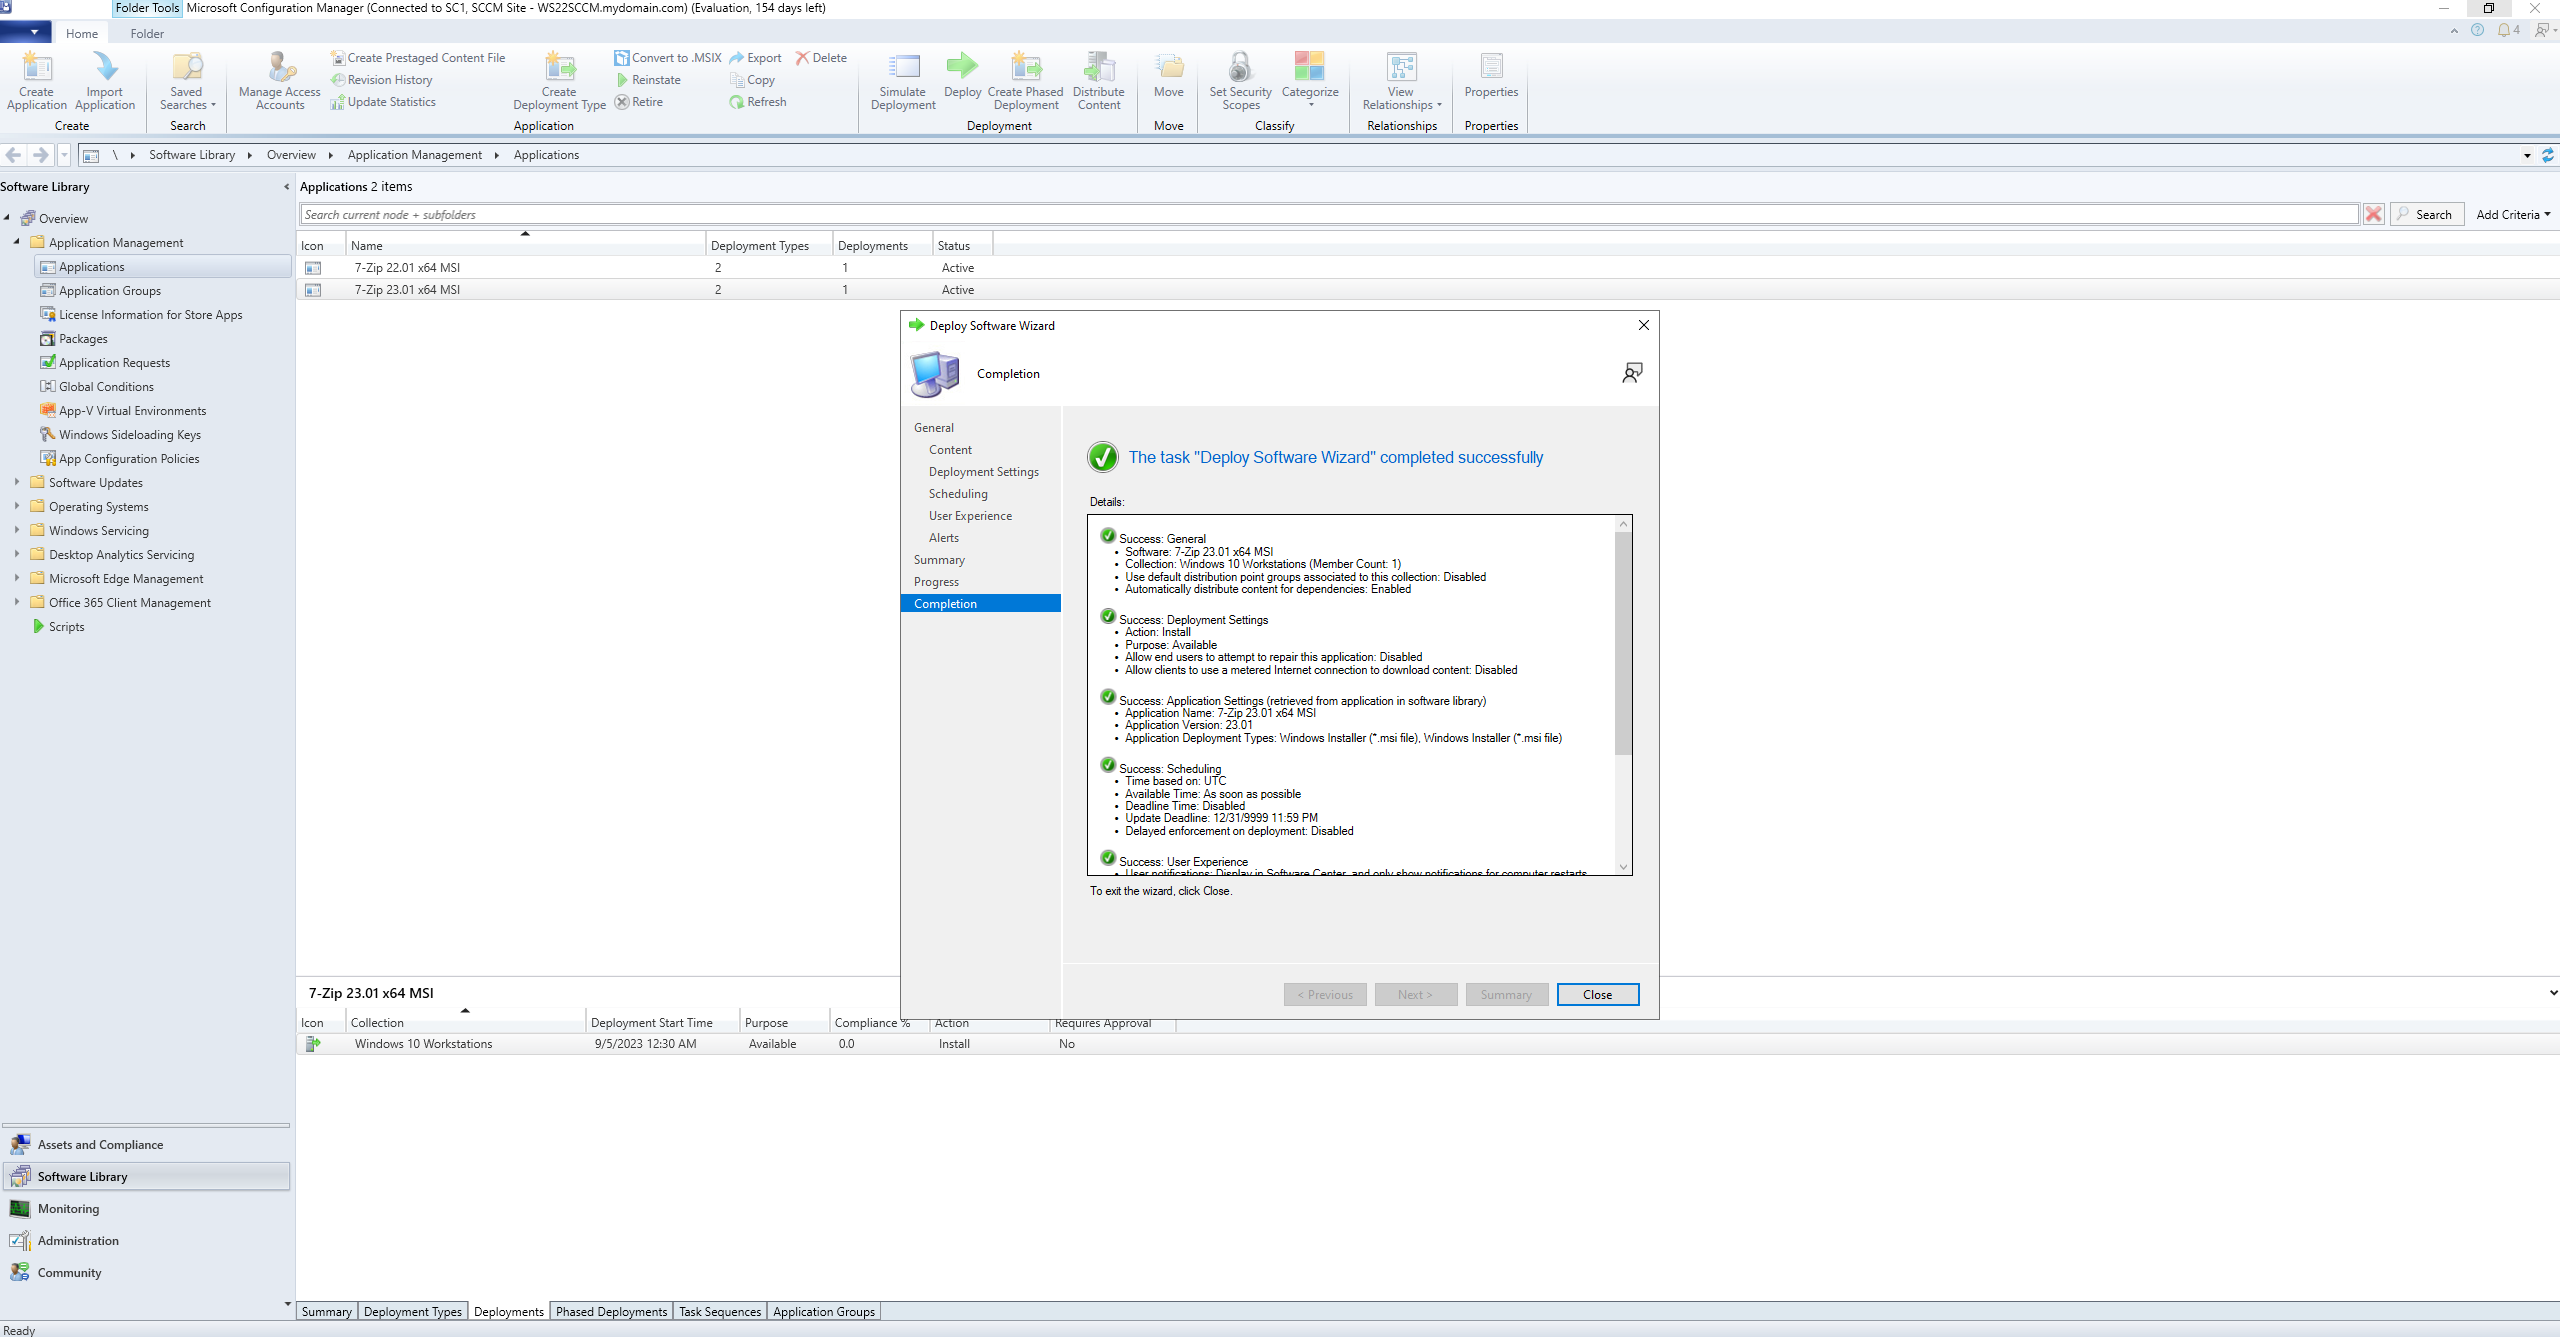 Folder Tools Microsoft Configuration Manager (Connected to SC1, SCCM Site - WS22SCCM.mydomain.com) (Evaluation, 154 days left)
Home Folder 4
Create Application
Import Application
Create
Saved Searches
Search
Manage Access Accounts
Create Prestaged Content File
Revision History
Update Statistics
Create Deployment Type
Convert to .MSIX
Reinstate
Retire
Export
Copy
Refresh
Delete
Application
Simulate Deployment
Deploy
Create Phased Deployment
Distribute Content
Deployment
Move
Move
Set Security Scopes
Categorize
Classify
View Relationships
Relationships
Properties
Properties
\ Software Library Overview Application Management Applications
Software Library
Overview
Application Management
Applications
Application Groups
License Information for Store Apps
Packages
Application Requests
Global Conditions
App-V Virtual Environments
Windows Sideloading Keys
App Configuration Policies
Software Updates
Operating Systems
Windows Servicing
Desktop Analytics Servicing
Microsoft Edge Management
Office 365 Client Management
Scripts
Assets and Compliance
Software Library
Monitoring
Administration
Community
Applications 2 items
Search current node + subfolders Search Add Criteria
Icon Name Deployment Types Deployments Status
7-Zip 22.01 x64 MSI 2 1 Active
7-Zip 23.01 x64 MSI 2 1 Active
Deploy Software Wizard
Completion
General
Content
Deployment Settings
Scheduling
User Experience
Alerts
Summary
Progress
Completion
The task "Deploy Software Wizard" completed successfully
Details:
Success: General
• Software: 7-Zip 23.01 x64 MSI
• Collection: Windows 10 Workstations (Member Count: 1)
• Use default distribution point groups associated to this collection: Disabled
• Automatically distribute content for dependencies: Enabled
Success: Deployment Settings
• Action: Install
• Purpose: Available
• Allow end users to attempt to repair this application: Disabled
• Allow clients to use a metered Internet connection to download content: Disabled
Success: Application Settings (retrieved from application in software library)
• Application Name: 7-Zip 23.01 x64 MSI
• Application Version: 23.01
• Application Deployment Types: Windows Installer (*.msi file), Windows Installer (*.msi file)
Success: Scheduling
• Time based on: UTC
• Available Time: As soon as possible
• Deadline Time: Disabled
• Update Deadline: 12/31/9999 11:59 PM
• Delayed enforcement on deployment: Disabled
Success: User Experience
• User notifications: Display in Software Center, and only show notifications for computer restarts
To exit the wizard, click Close.
< Previous Next > Summary Close
7-Zip 23.01 x64 MSI
Icon Collection Deployment Start Time Purpose Compliance % Action Requires Approval
Windows 10 Workstations 9/5/2023 12:30 AM Available 0.0 Install No
Summary Deployment Types Deployments Phased Deployments Task Sequences Application Groups
Ready